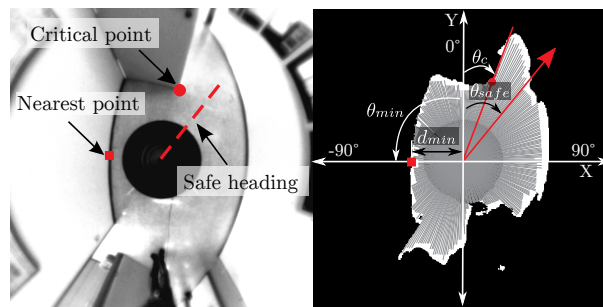 Critical point
Nearest point
Safe heading
Y
0°
θc
θsafe
θmin
dmin
-90°
90°
X